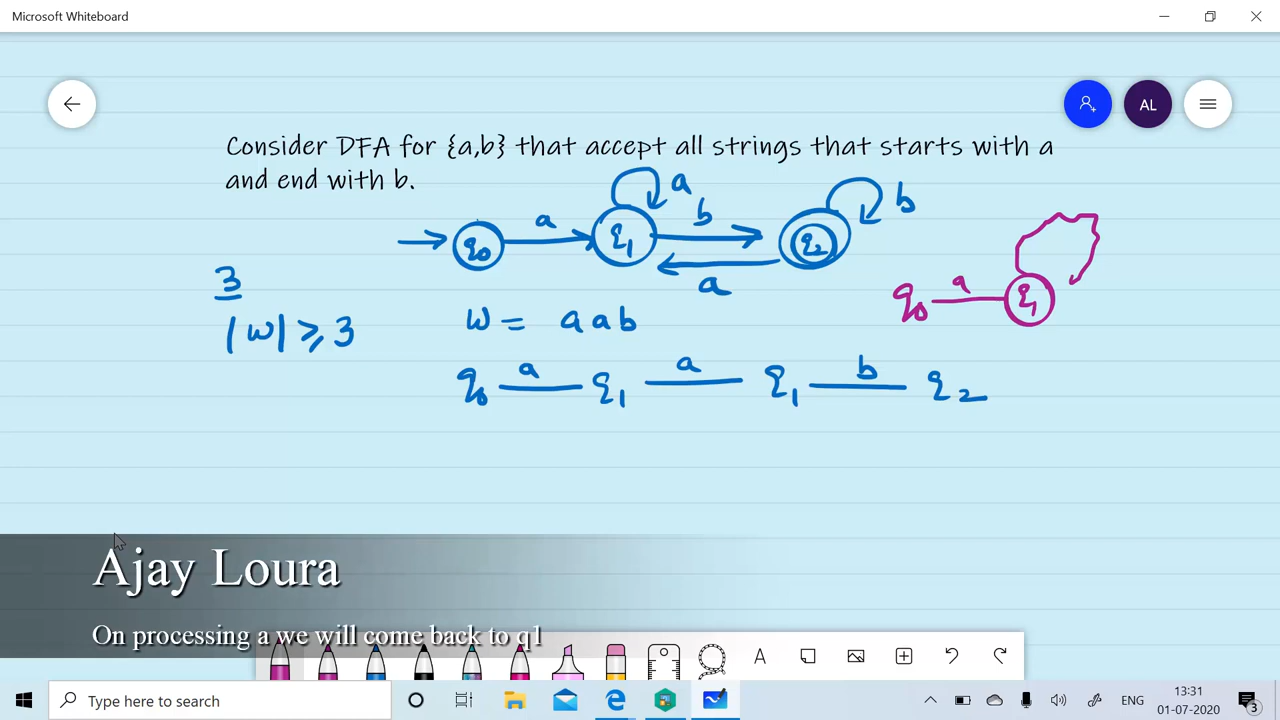 Microsoft Whiteboard
AL
Consider DFA for {a,b} that accept all strings that starts with a
and end with b.
a
b
a
b
q0
q1
q2
a
3
|w| ≥ 3
q0 a q1
w = aab
q0 a q1 a q1 b q2
Ajay Loura
On processing a we will come back to q1
A
Type here to search
ENG
13:31
01-07-2020
3